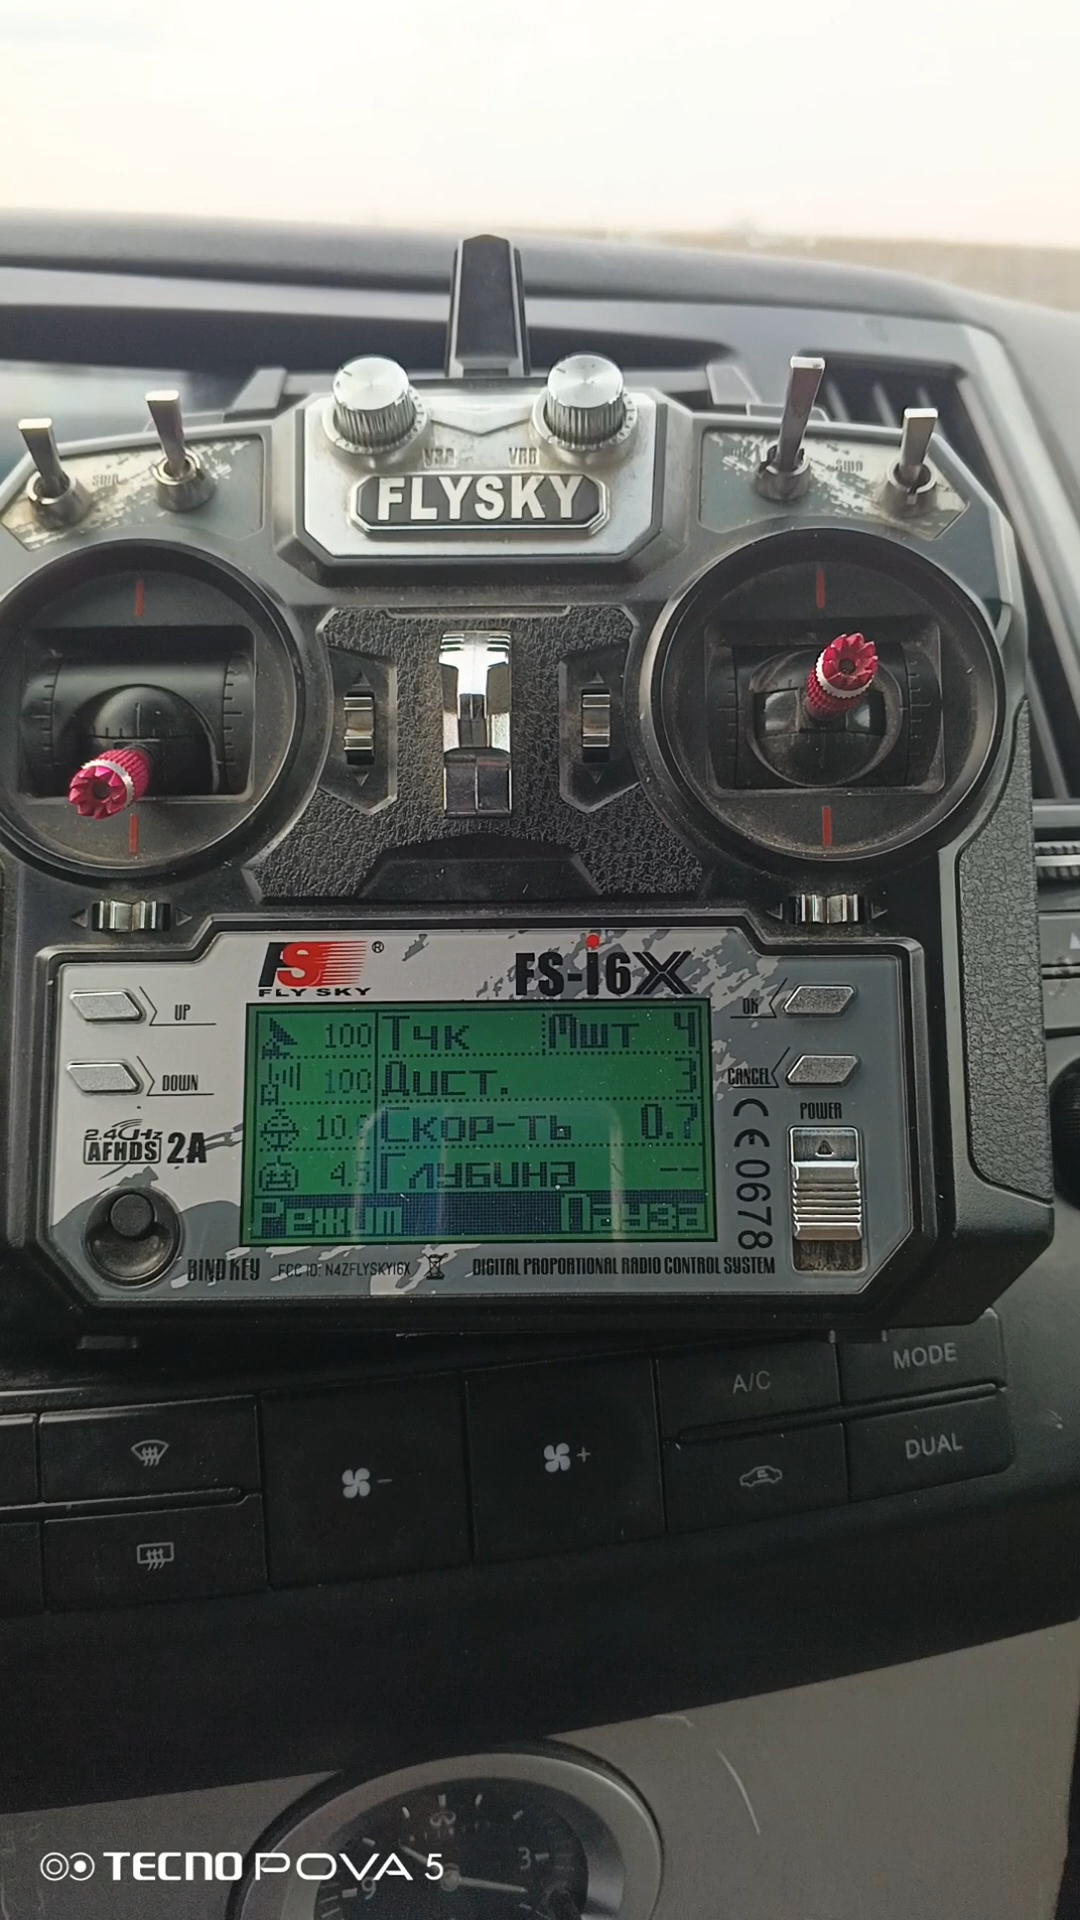 VRA VRB
FLYSKY
FS ®
FLY SKY
FS-i6X
UP
DOWN
2.4GHz
AFHDS 2A
BIND KEY
FCC ID: N4ZFLYSKYI6X
DIGITAL PROPORTIONAL RADIO CONTROL SYSTEM
100 Тчк Мшт 4
100 Дист. 3
Скор-ть 0.7
4.5 Глубина --
Режим Пауза
OK
CANCEL
POWER
CE 0678
A/C
MODE
DUAL
- +
9 3
TECNO POVA 5